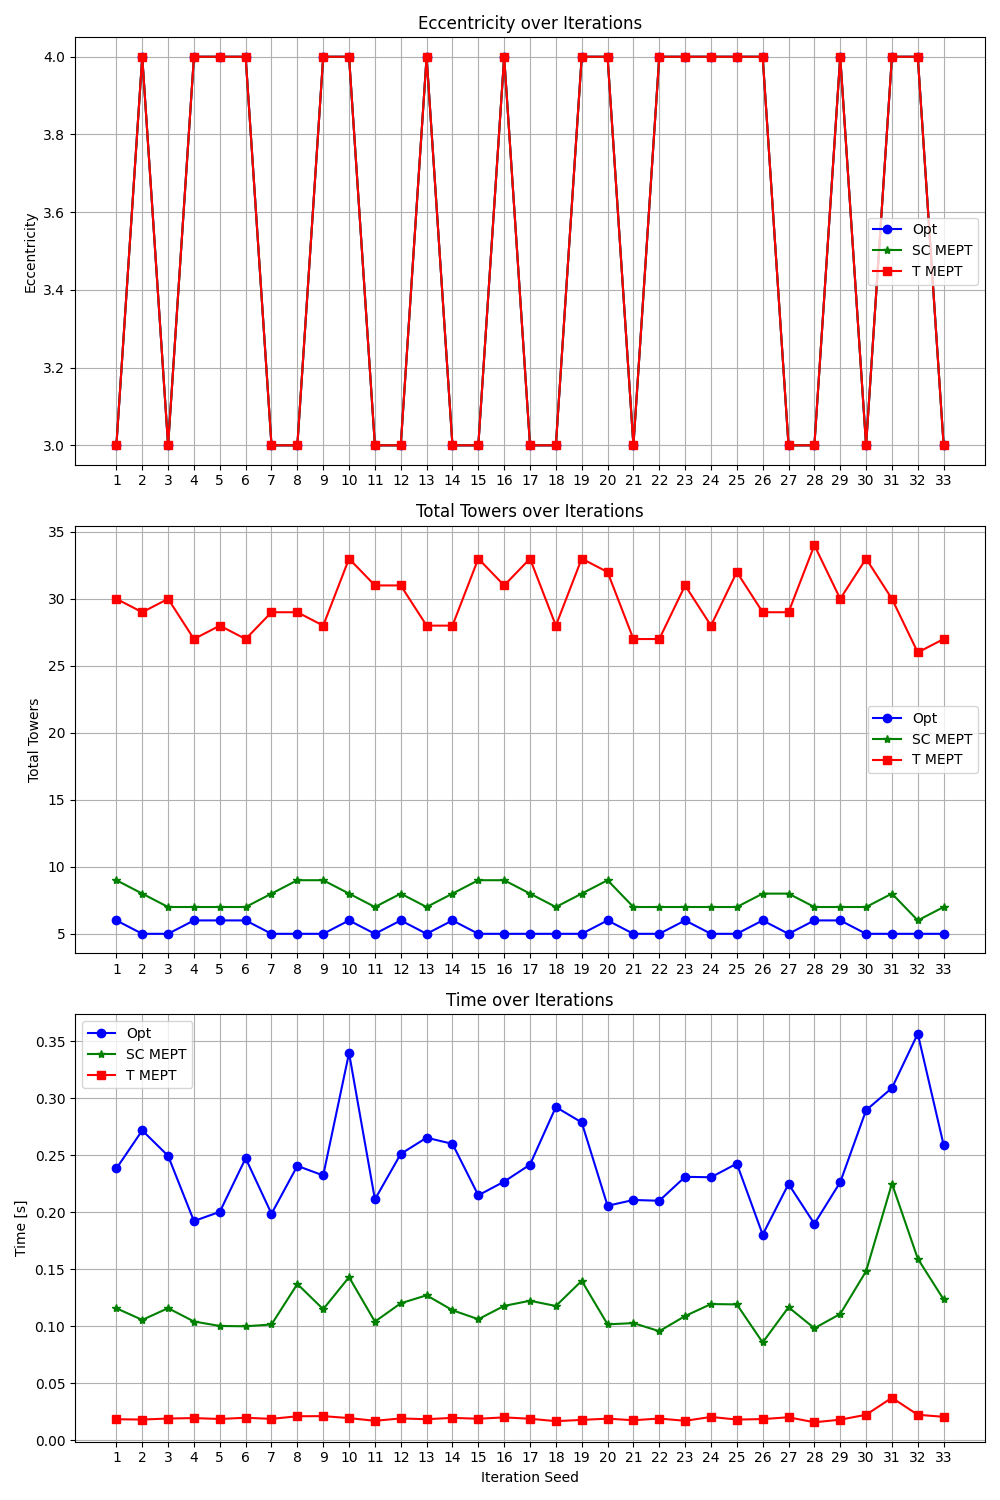 Eccentricity over Iterations
4.0
3.8
3.6
3.4
3.2
3.0
Eccentricity
Opt
SC MEPT
T MEPT
1 2 3 4 5 6 7 8 9 10 11 12 13 14 15 16 17 18 19 20 21 22 23 24 25 26 27 28 29 30 31 32 33
Total Towers over Iterations
35
30
25
20
15
10
5
Total Towers
Opt
SC MEPT
T MEPT
1 2 3 4 5 6 7 8 9 10 11 12 13 14 15 16 17 18 19 20 21 22 23 24 25 26 27 28 29 30 31 32 33
Time over Iterations
Opt
SC MEPT
T MEPT
0.35
0.30
0.25
0.20
0.15
0.10
0.05
0.00
Time [s]
1 2 3 4 5 6 7 8 9 10 11 12 13 14 15 16 17 18 19 20 21 22 23 24 25 26 27 28 29 30 31 32 33
Iteration Seed